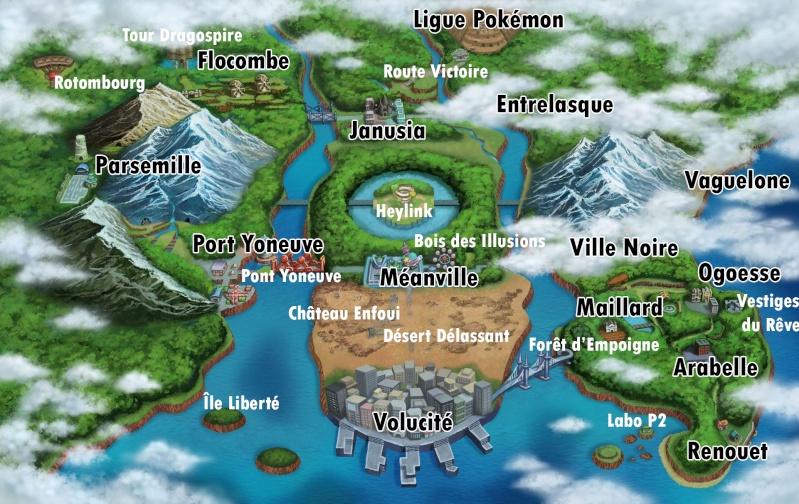 Ligue Pokémon
Tour Dragospire
Flocombe
Route Victoire
Rotombourg
Entrelasque
Janusia
Parsemille
Vaguelone
Heylink
Port Yoneuve
Bois des Illusions
Ville Noire
Pont Yoneuve
Méanville
Ogoesse
Château Enfoui
Maillard
Vestiges
du Rêve
Désert Délassant
Forêt d'Empoigne
Arabelle
Île Liberté
Volucité
Labo P2
Renouet